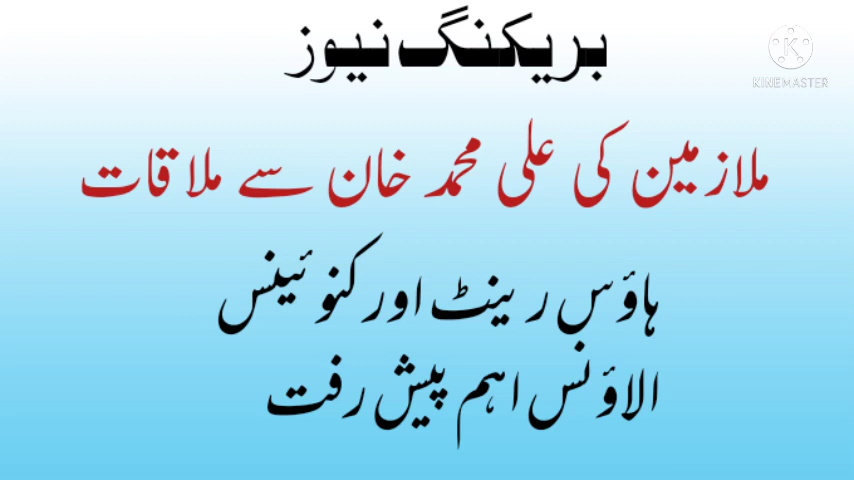 بریکنگ نیوز
KINEMASTER
ملازمین کی علی محمد خان سے ملاقات
ہاؤس رینٹ اور کنوئینس
الاؤنس اہم پیش رفت